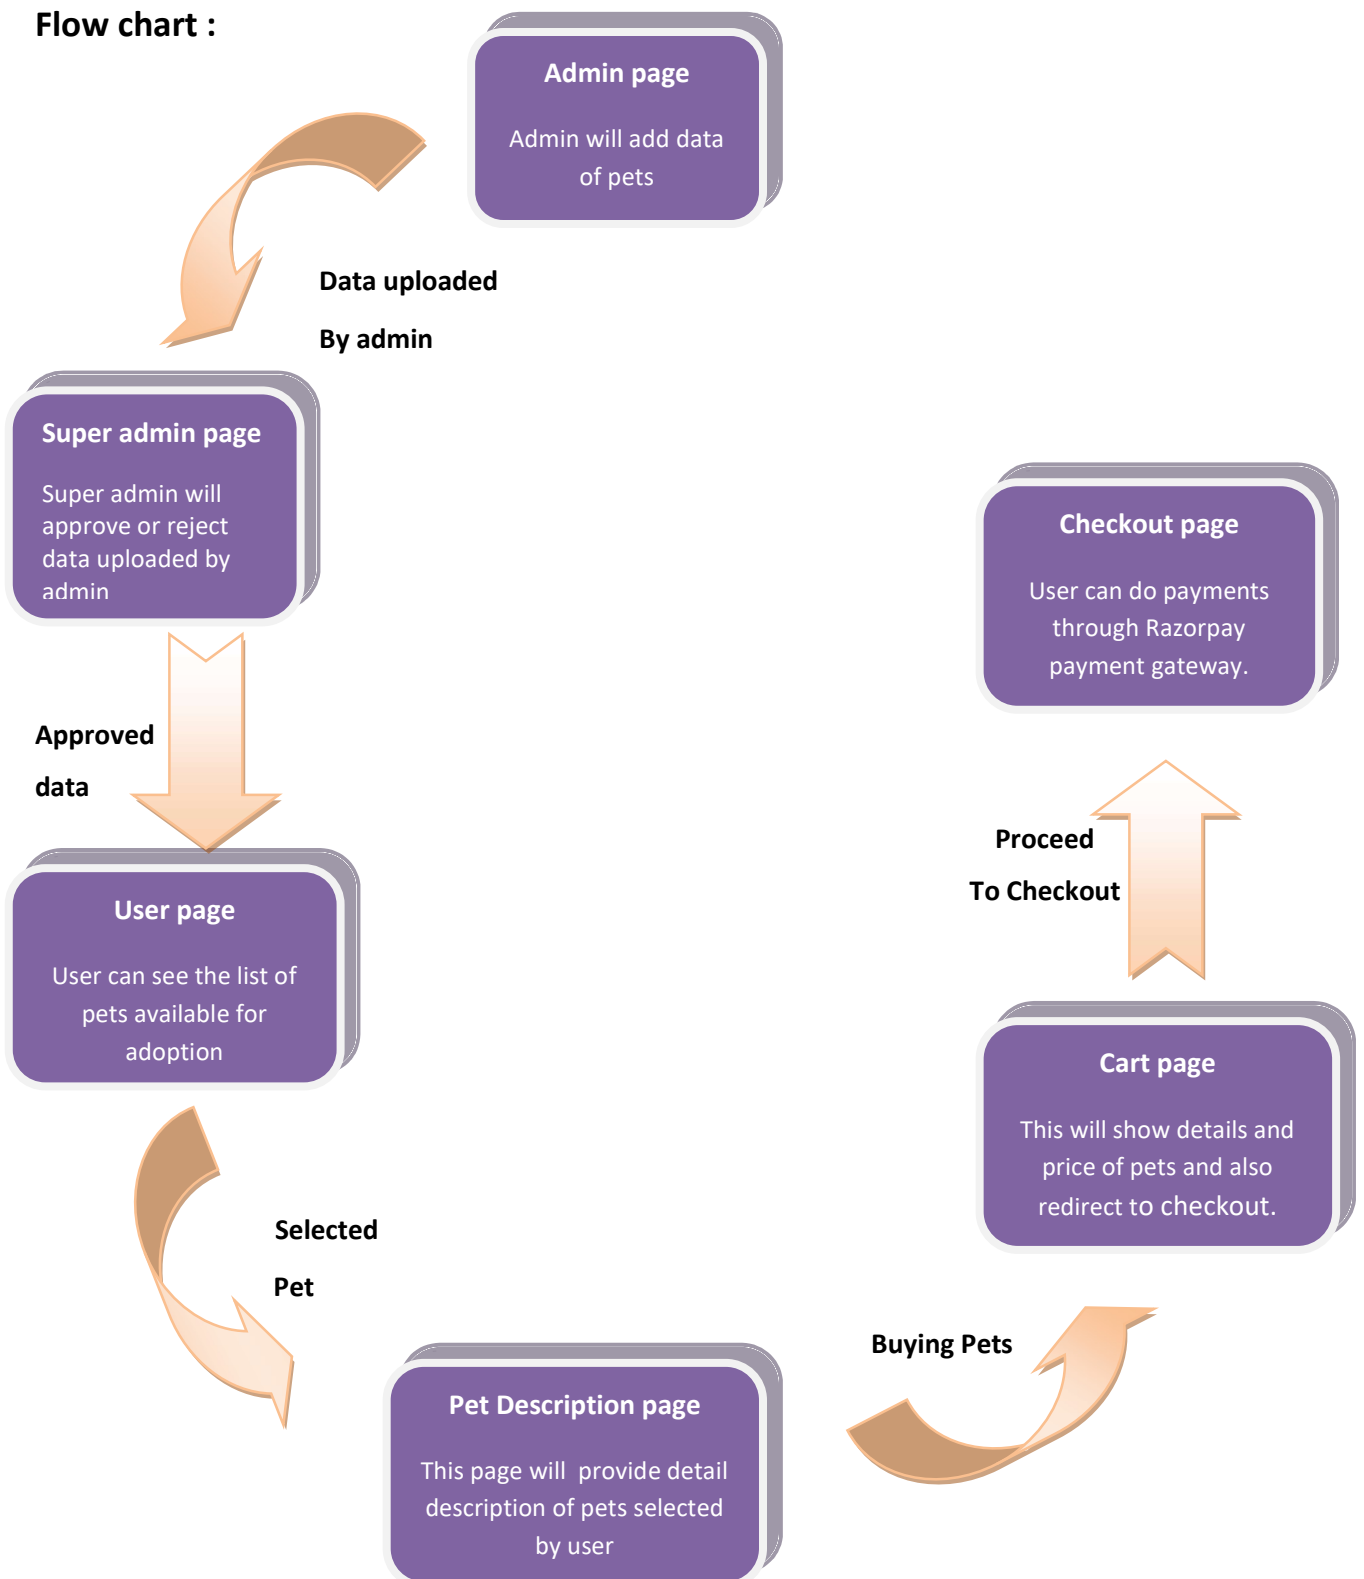 Flow chart :
Admin page
Admin will add data
of pets
Data uploaded
By admin
Super admin page
Super admin will
approve or reject
data uploaded by
admin
Approved
data
User page
User can see the list of
pets available for
adoption
Selected
Pet
Pet Description page
This page will  provide detail
description of pets selected
by user
Buying Pets
Cart page
This will show details and
price of pets and also
redirect to checkout.
Proceed
To Checkout
Checkout page
User can do payments
through Razorpay
payment gateway.